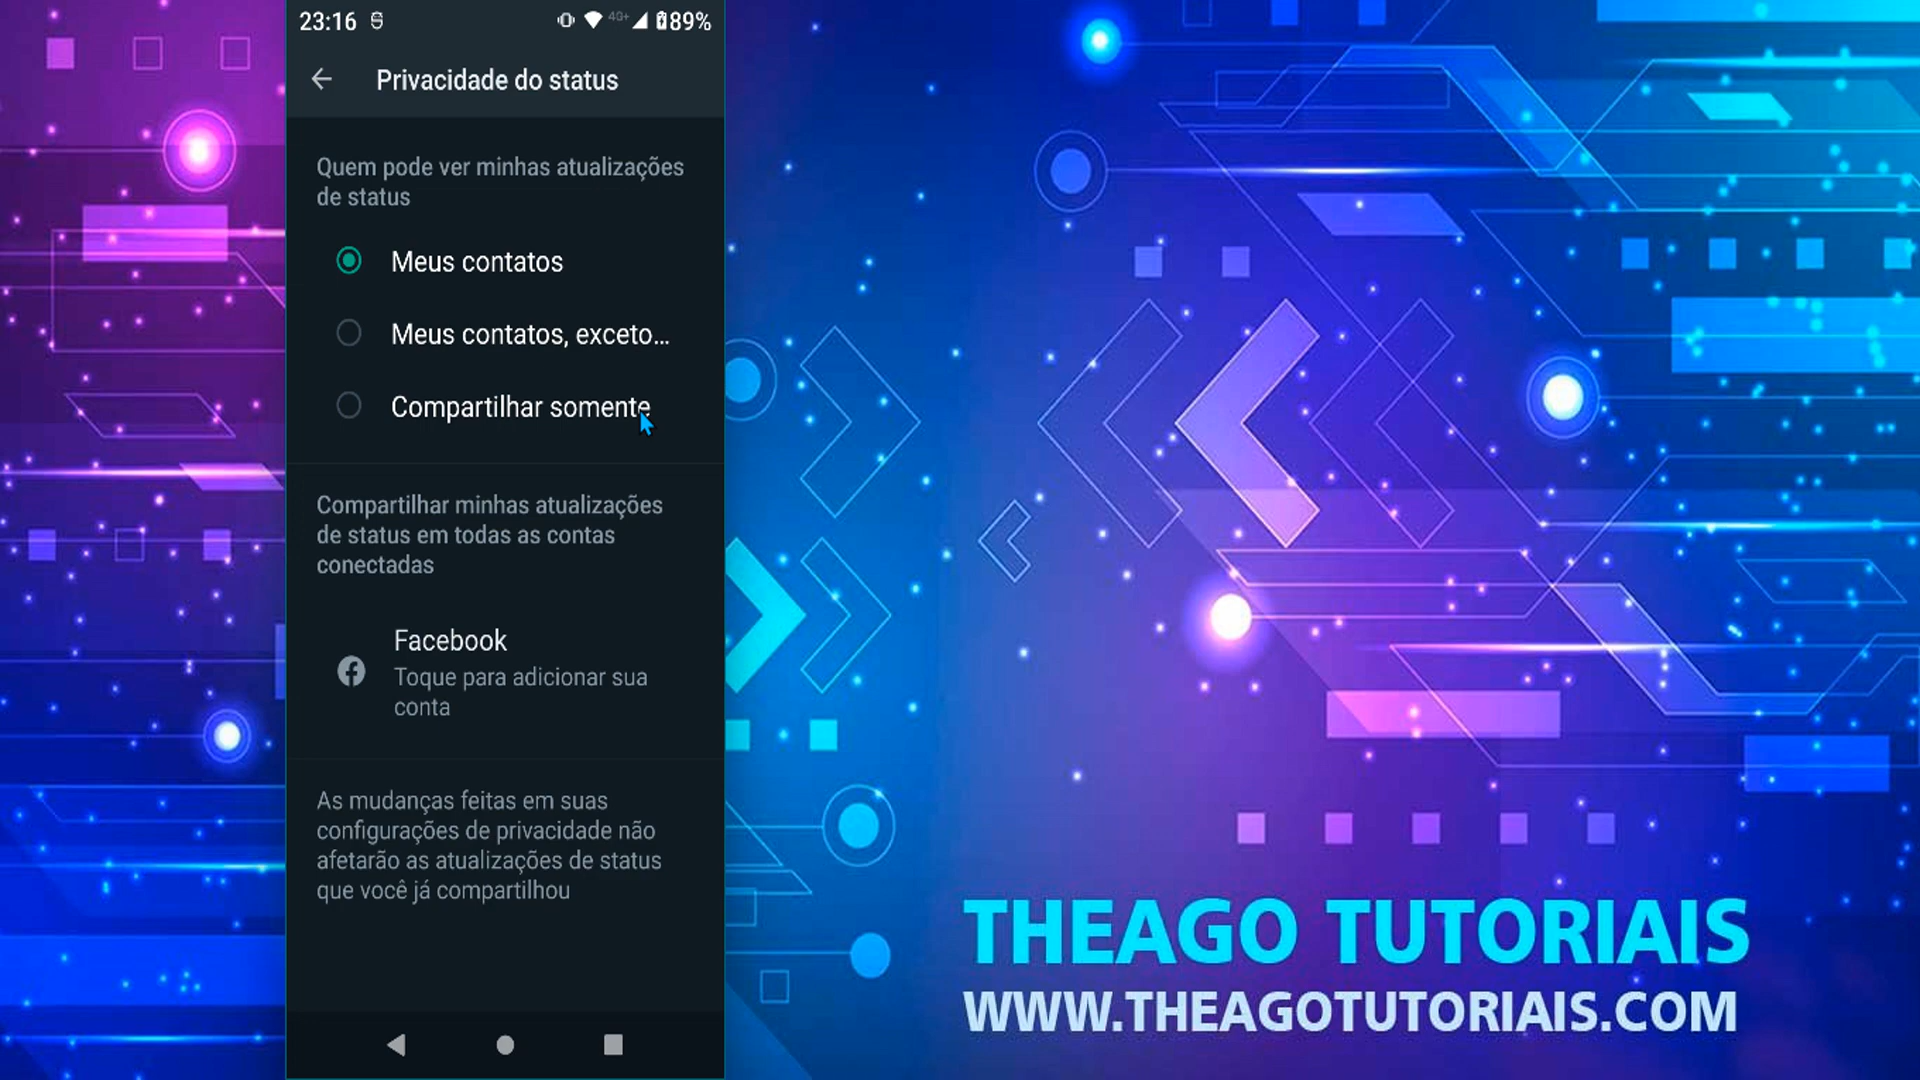 23:16
4G+
89%
Privacidade do status
Quem pode ver minhas atualizações
de status
Meus contatos
Meus contatos, exceto...
Compartilhar somente
Compartilhar minhas atualizações
de status em todas as contas
conectadas
Facebook
Toque para adicionar sua
conta
As mudanças feitas em suas
configurações de privacidade não
afetarão as atualizações de status
que você já compartilhou
THEAGO TUTORIAIS
WWW.THEAGOTUTORIAIS.COM